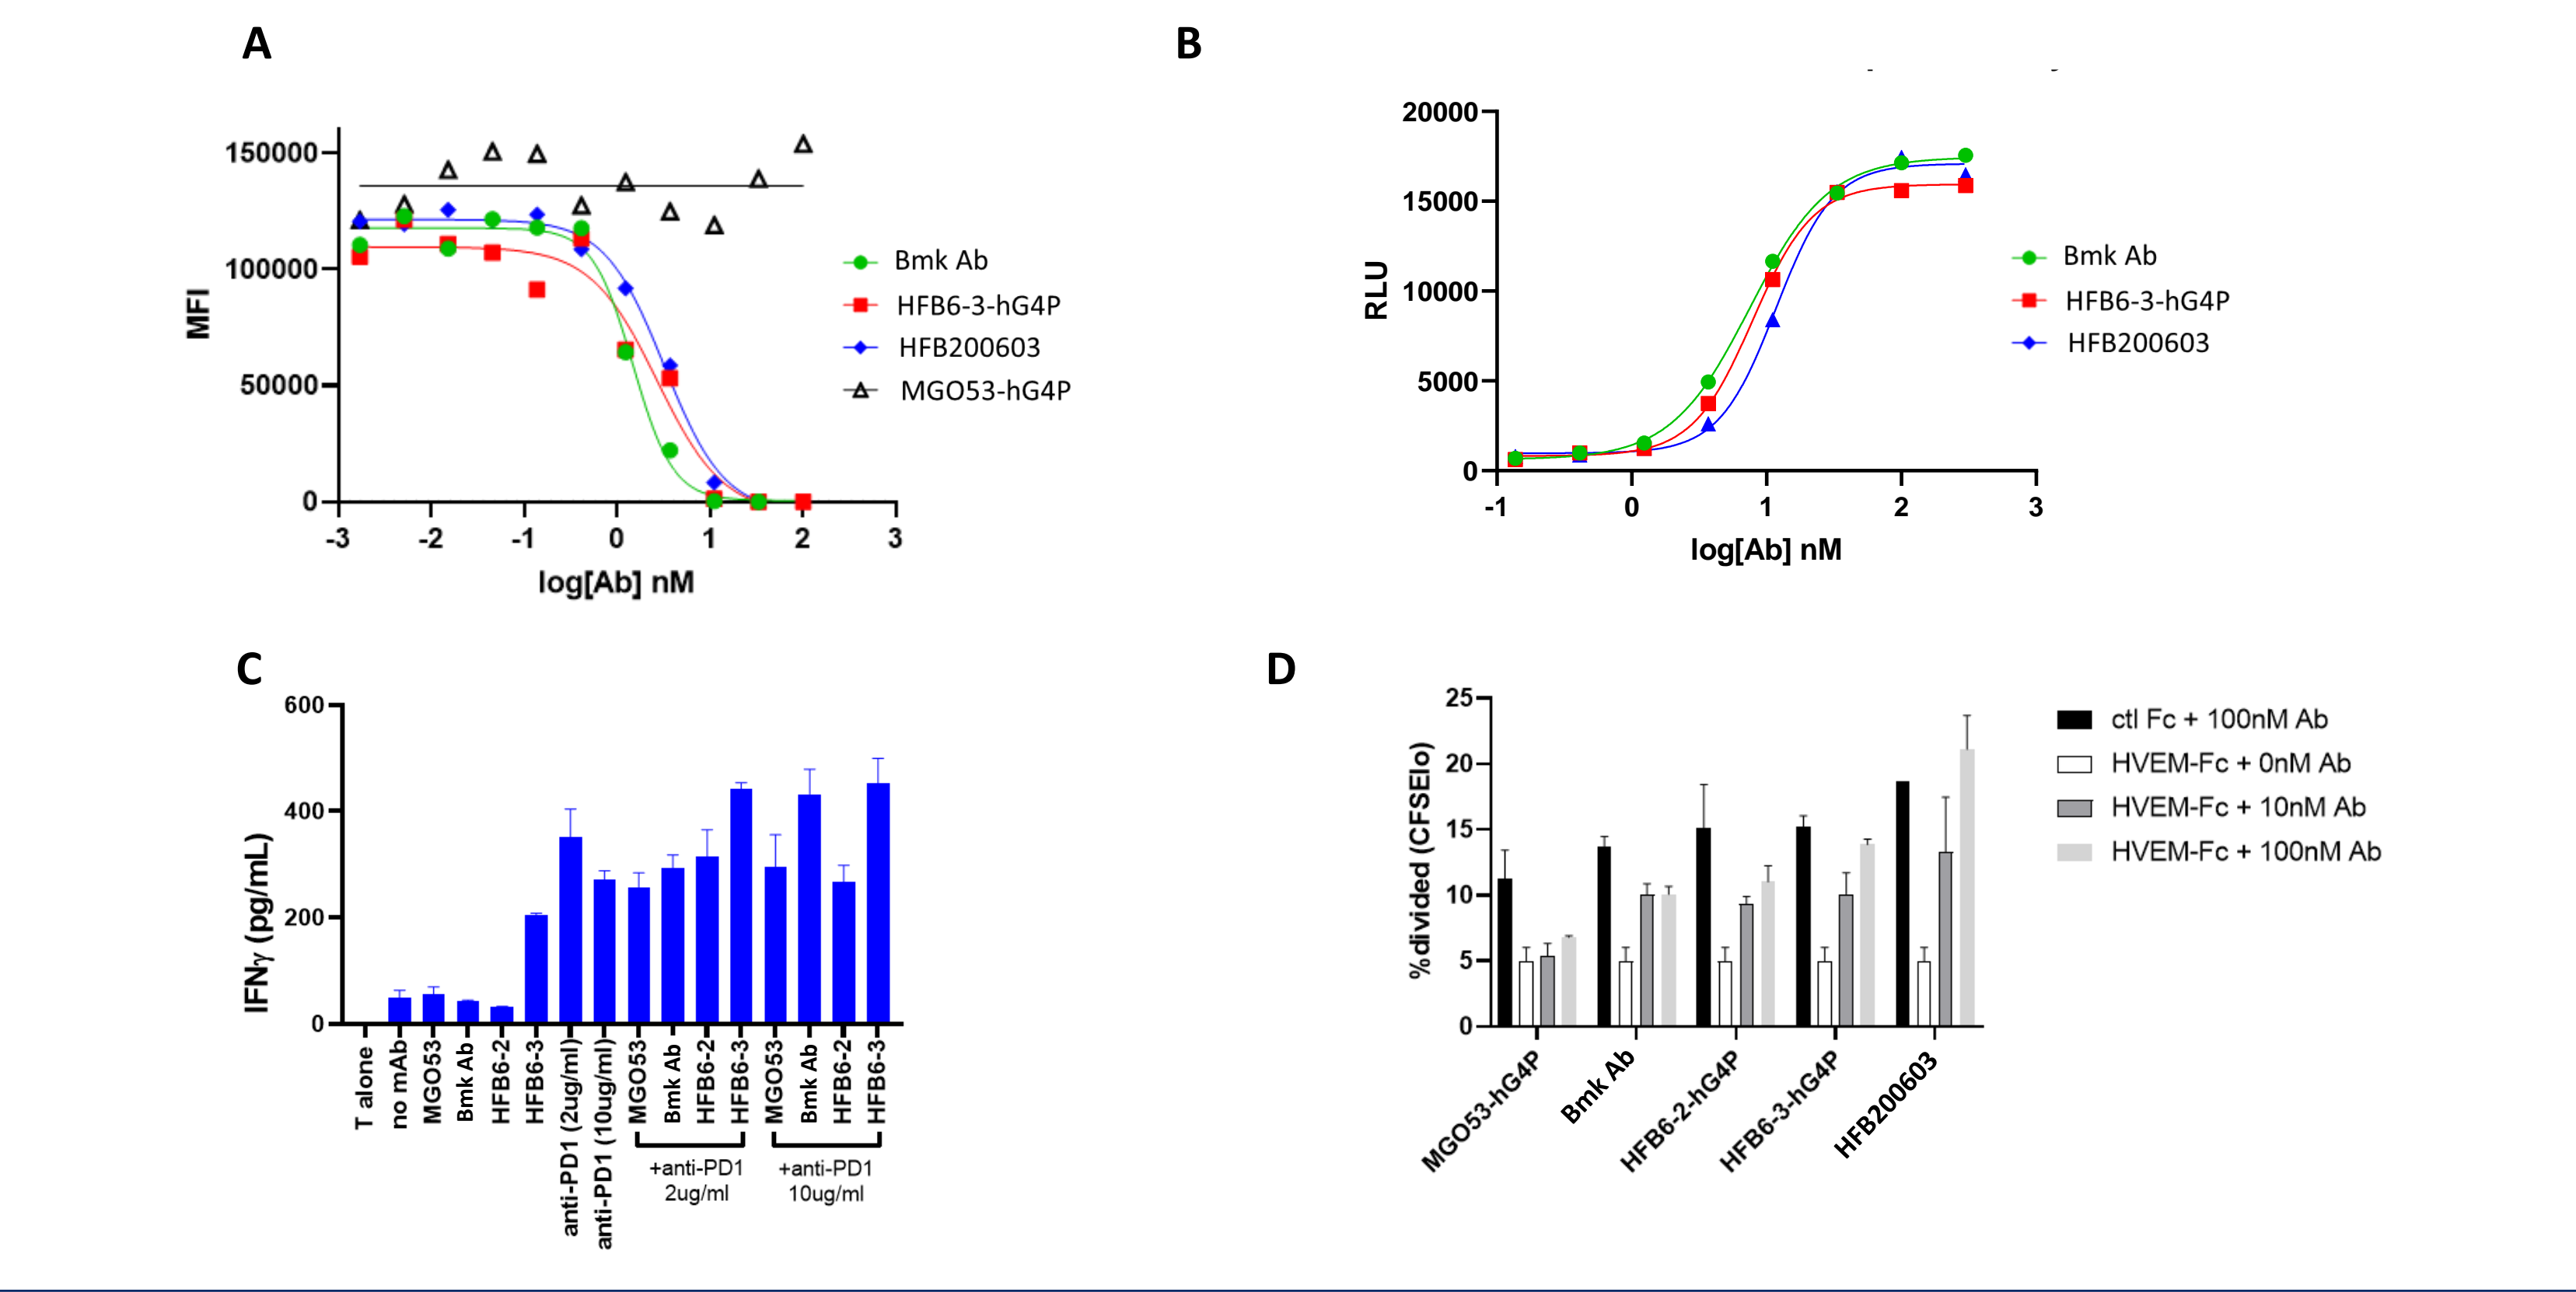 A
150000
100000
50000
0
-3
-2
-1
0
1
2
3
MFI
log[Ab] nM
Bmk Ab
HFB6-3-hG4P
HFB200603
MGO53-hG4P
B
20000
15000
10000
5000
0
-1
0
1
2
3
RLU
log[Ab] nM
Bmk Ab
HFB6-3-hG4P
HFB200603
C
600
400
200
0
IFNγ (pg/mL)
T alone
no mAb
MGO53
Bmk Ab
HFB6-2
HFB6-3
anti-PD1 (2ug/ml)
anti-PD1 (10ug/ml)
MGO53
Bmk Ab
HFB6-2
HFB6-3
MGO53
Bmk Ab
HFB6-2
HFB6-3
+anti-PD1
2ug/ml
+anti-PD1
10ug/ml
D
25
20
15
10
5
0
%divided (CFSElo)
MGO53-hG4P
Bmk Ab
HFB6-2-hG4P
HFB6-3-hG4P
HFB200603
ctl Fc + 100nM Ab
HVEM-Fc + 0nM Ab
HVEM-Fc + 10nM Ab
HVEM-Fc + 100nM Ab